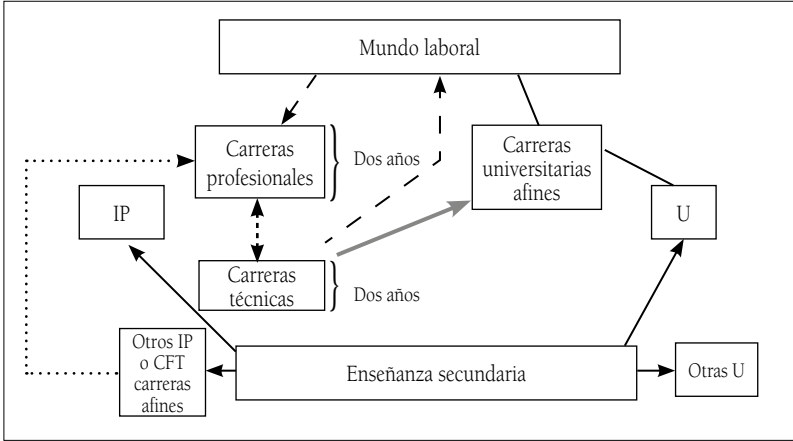 Mundo laboral
Carreras
profesionales
Dos años
Carreras
universitarias
afines
IP
U
Carreras
técnicas
Dos años
Otros IP
o CFT
carreras
afines
Enseñanza secundaria
Otras U